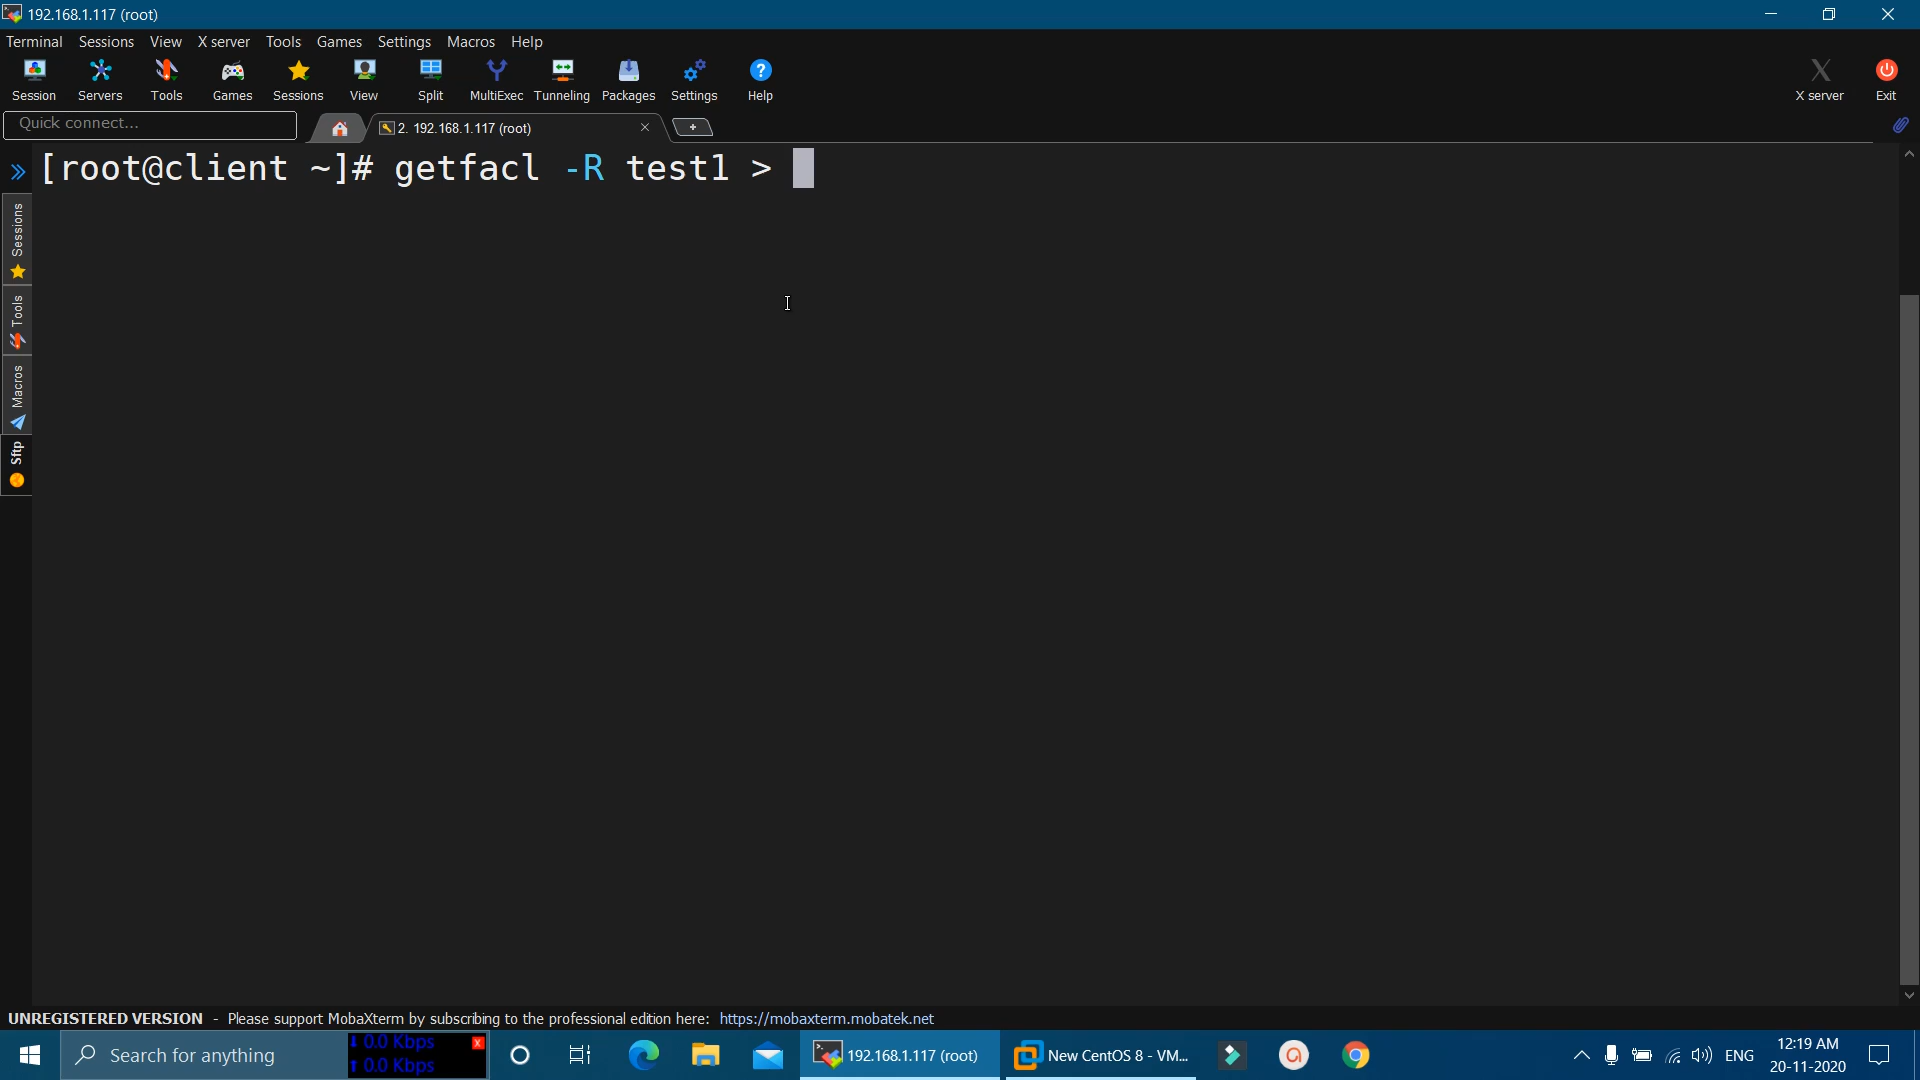 192.168.1.117 (root)
Terminal Sessions View X server Tools Games Settings Macros Help
Session Servers Tools Games Sessions View Split MultiExec Tunneling Packages Settings Help X server Exit
Quick connect...
2. 192.168.1.117 (root)
[root@client ~]# getfacl -R test1 >
Sessions
Tools
Macros
Sftp
UNREGISTERED VERSION - Please support MobaXterm by subscribing to the professional edition here: https://mobaxterm.mobatek.net
Search for anything
0.0 Kbps
0.0 Kbps
192.168.1.117 (root)
New CentOS 8 - VM...
ENG
12:19 AM
20-11-2020